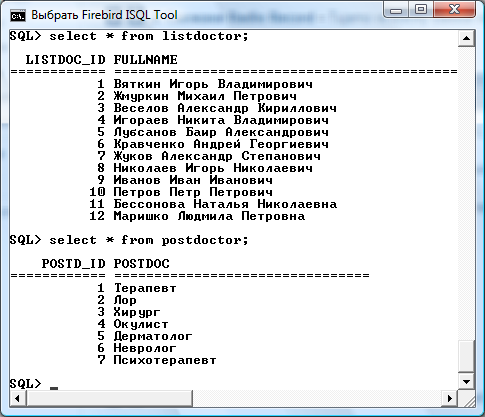 Выбрать Firebird ISQL Tool
SQL> select * from listdoctor;
LISTDOC_ID FULLNAME
============ ===========================================
1 Вяткин Игорь Владимирович
2 Жмуркин Михаил Петрович
3 Веселов Александр Кириллович
4 Игораев Никита Владимирович
5 Лубсанов Баир Александрович
6 Кравченко Андрей Георгиевич
7 Жуков Александр Степанович
8 Николаев Игорь Николаевич
9 Иванов Иван Иванович
10 Петров Петр Петрович
11 Бессонова Наталья Николаевна
12 Маришко Людмила Петровна
SQL> select * from postdoctor;
POSTD_ID POSTDOC
============ ================================
1 Терапевт
2 Лор
3 Хирург
4 Окулист
5 Дерматолог
6 Невролог
7 Психотерапевт
SQL> _